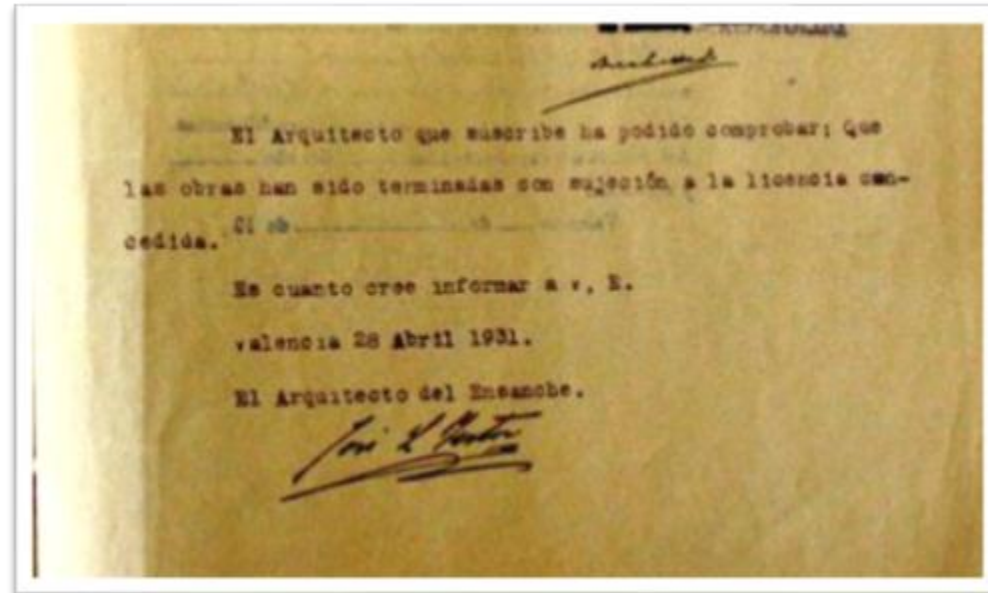 El Arquitecto que suscribe ha podido comprobar; Que
las obras han sido terminadas con sujeción a la licencia con-
cedida.
Es cuanto cree informar a v, E.
valencia 28 Abril 1931.
El Arquitecto del Ensanche.
José